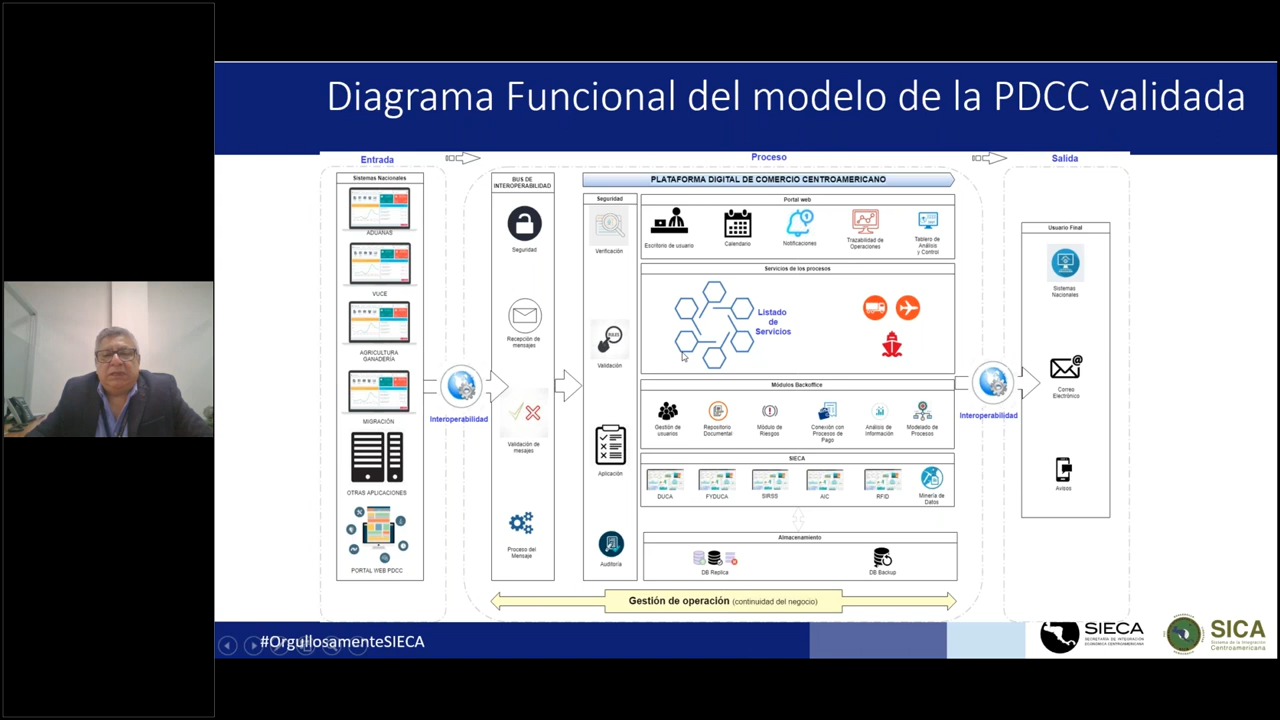 Diagrama Funcional del modelo de la PDCC validada
Entrada
Proceso
Salida
Sistemas Nacionales
ADUANAS
VUCE
AGRICULTURA
GANADERÍA
MIGRACIÓN
OTRAS APLICACIONES
PORTAL WEB PDCC
Interoperabilidad
BUS DE
INTEROPERABILIDAD
Seguridad
Recepción de
mensajes
Validación de
mesajes
Proceso del
Mensaje
PLATAFORMA DIGITAL DE COMERCIO CENTROAMERICANO
Seguridad
Verificación
Validación
Aplicación
Auditoría
Portal web
Escritorio de usuario
Calendario
Notificaciones
Trazabilidad de
Operaciones
Tablero de
Análisis
y Control
Servicios de los procesos
Listado
de
Servicios
Módulos Backoffice
Gestión de
usuarios
Repositorio
Documental
Módulo de
Riesgos
Conexión con
Procesos de
Pago
Análisis de
Información
Modelado de
Procesos
SIECA
DUCA
FYDUCA
SIRSS
AIC
RFID
Minería de
Datos
Almacenamiento
DB Replica
DB Backup
Gestión de operación (continuidad del negocio)
Interoperabilidad
Usuario Final
Sistemas
Nacionales
Correo
Electrónico
Avisos
#OrgullosamenteSIECA
SIECA
SECRETARÍA DE INTEGRACIÓN
ECONÓMICA CENTROAMERICANA
SICA
Sistema de la Integración
Centroamericana